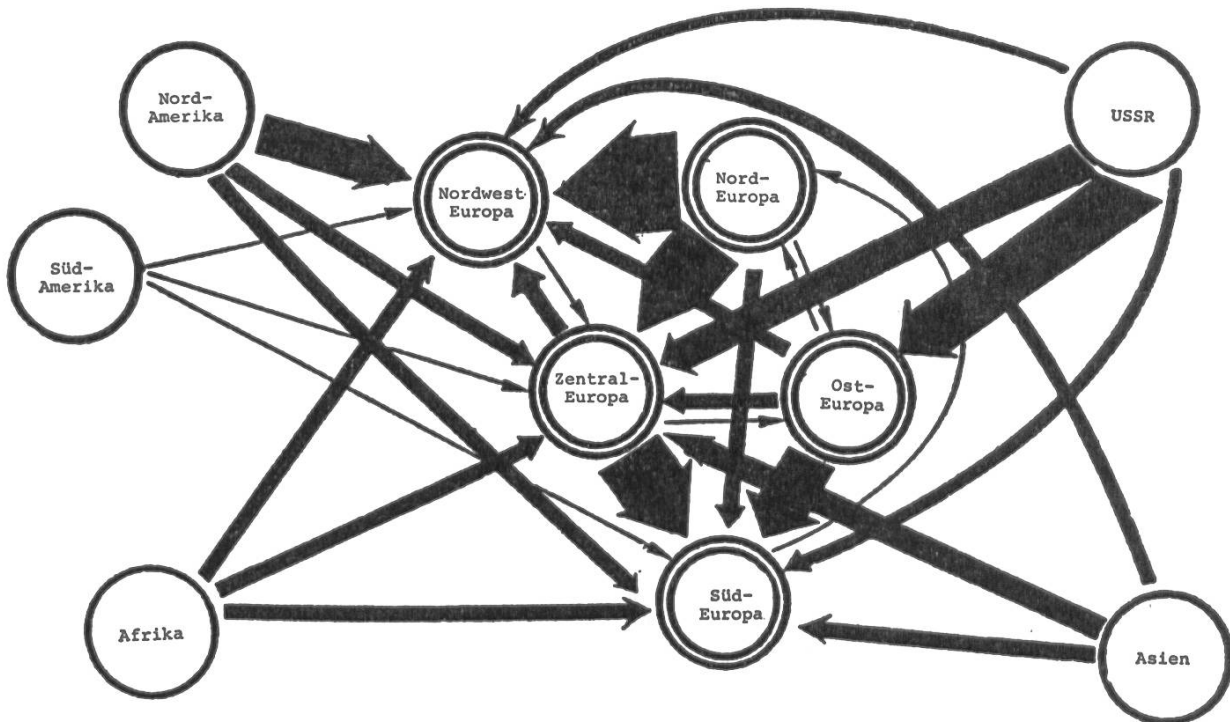 Nord-
Amerika
USSR
Nordwest-
Europa
Nord-
Europa
Süd-
Amerika
Zentral-
Europa
Ost-
Europa
Süd-
Europa
Afrika
Asien